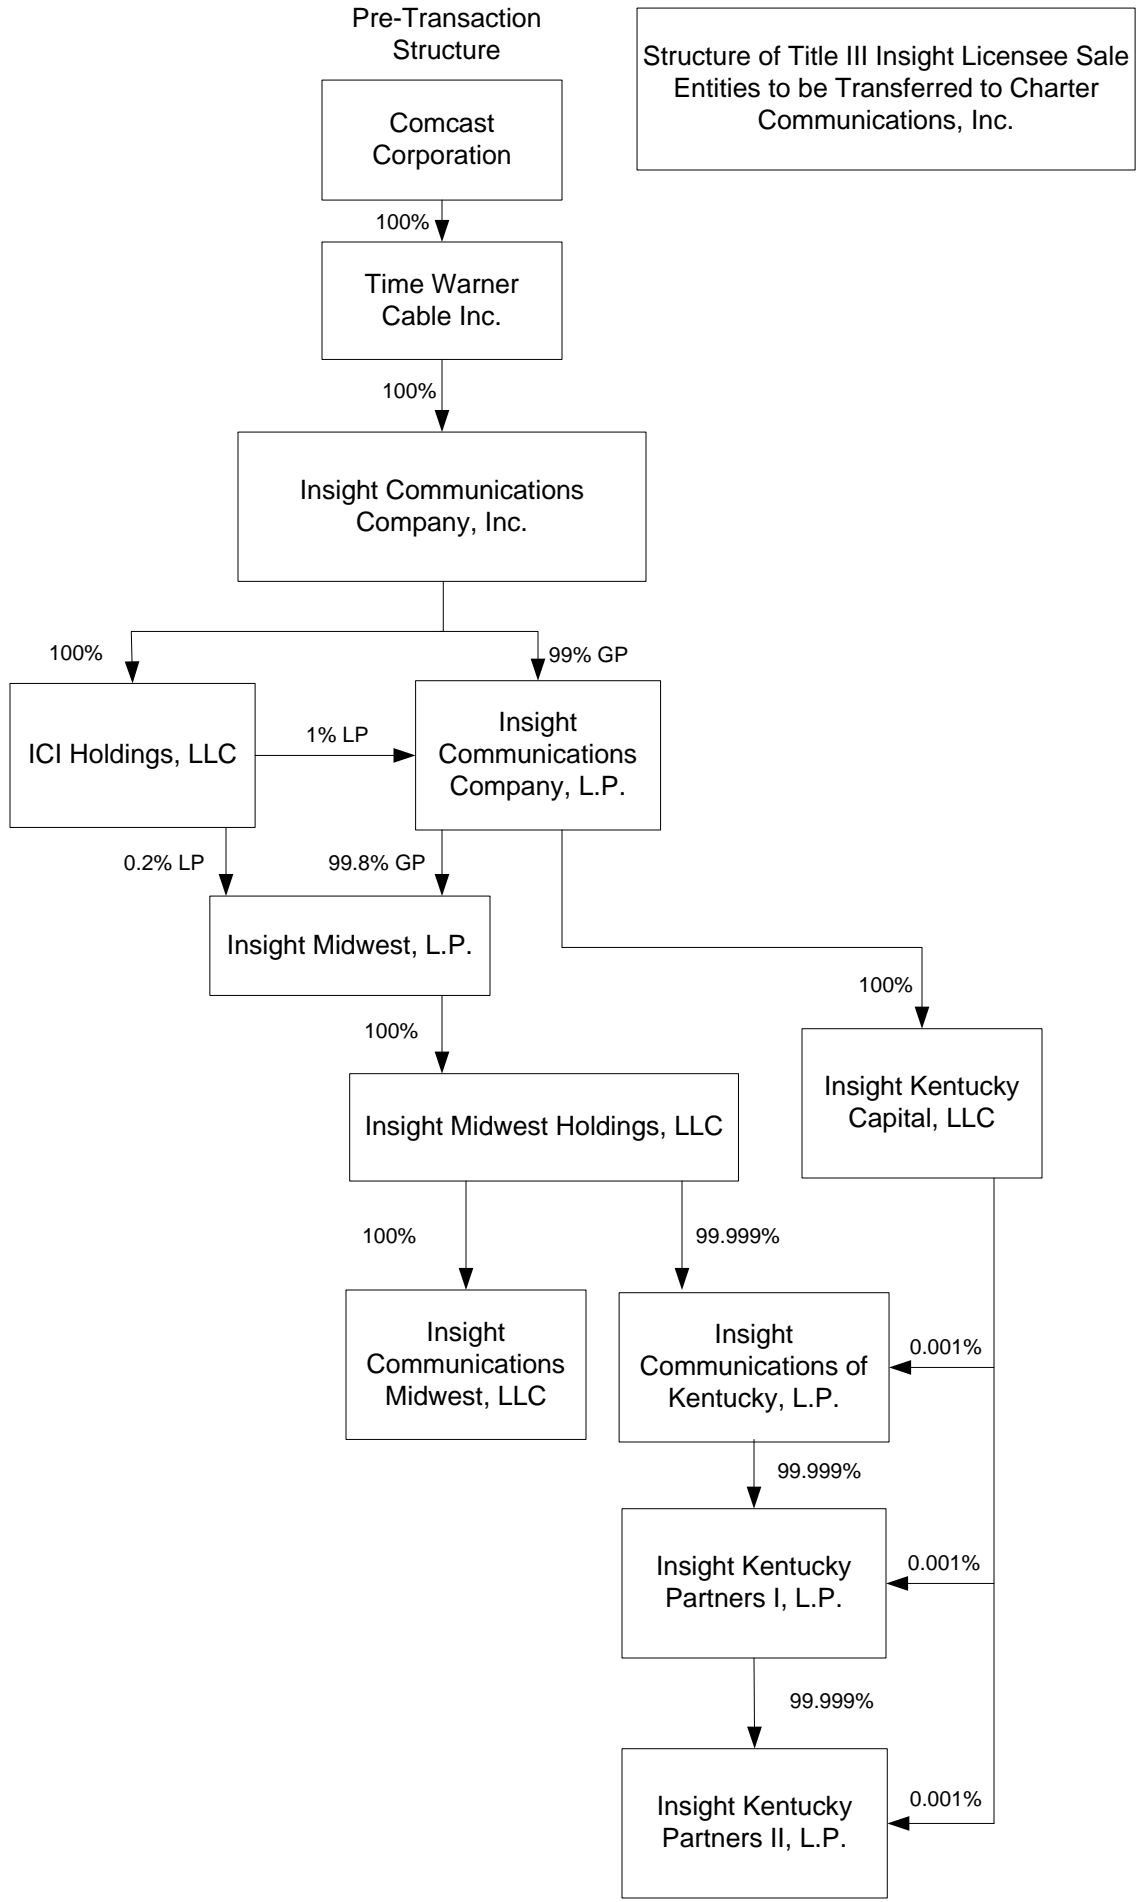 Pre-Transaction
Structure
Structure of Title III Insight Licensee Sale
Entities to be Transferred to Charter
Communications, Inc.
Comcast
Corporation
100%
Time Warner
Cable Inc.
100%
Insight Communications
Company, Inc.
100%
99% GP
ICI Holdings, LLC
1% LP
Insight
Communications
Company, L.P.
0.2% LP
99.8% GP
Insight Midwest, L.P.
100%
100%
Insight Midwest Holdings, LLC
Insight Kentucky
Capital, LLC
100%
99.999%
Insight
Communications
Midwest, LLC
Insight
Communications of
Kentucky, L.P.
0.001%
99.999%
Insight Kentucky
Partners I, L.P.
0.001%
99.999%
Insight Kentucky
Partners II, L.P.
0.001%